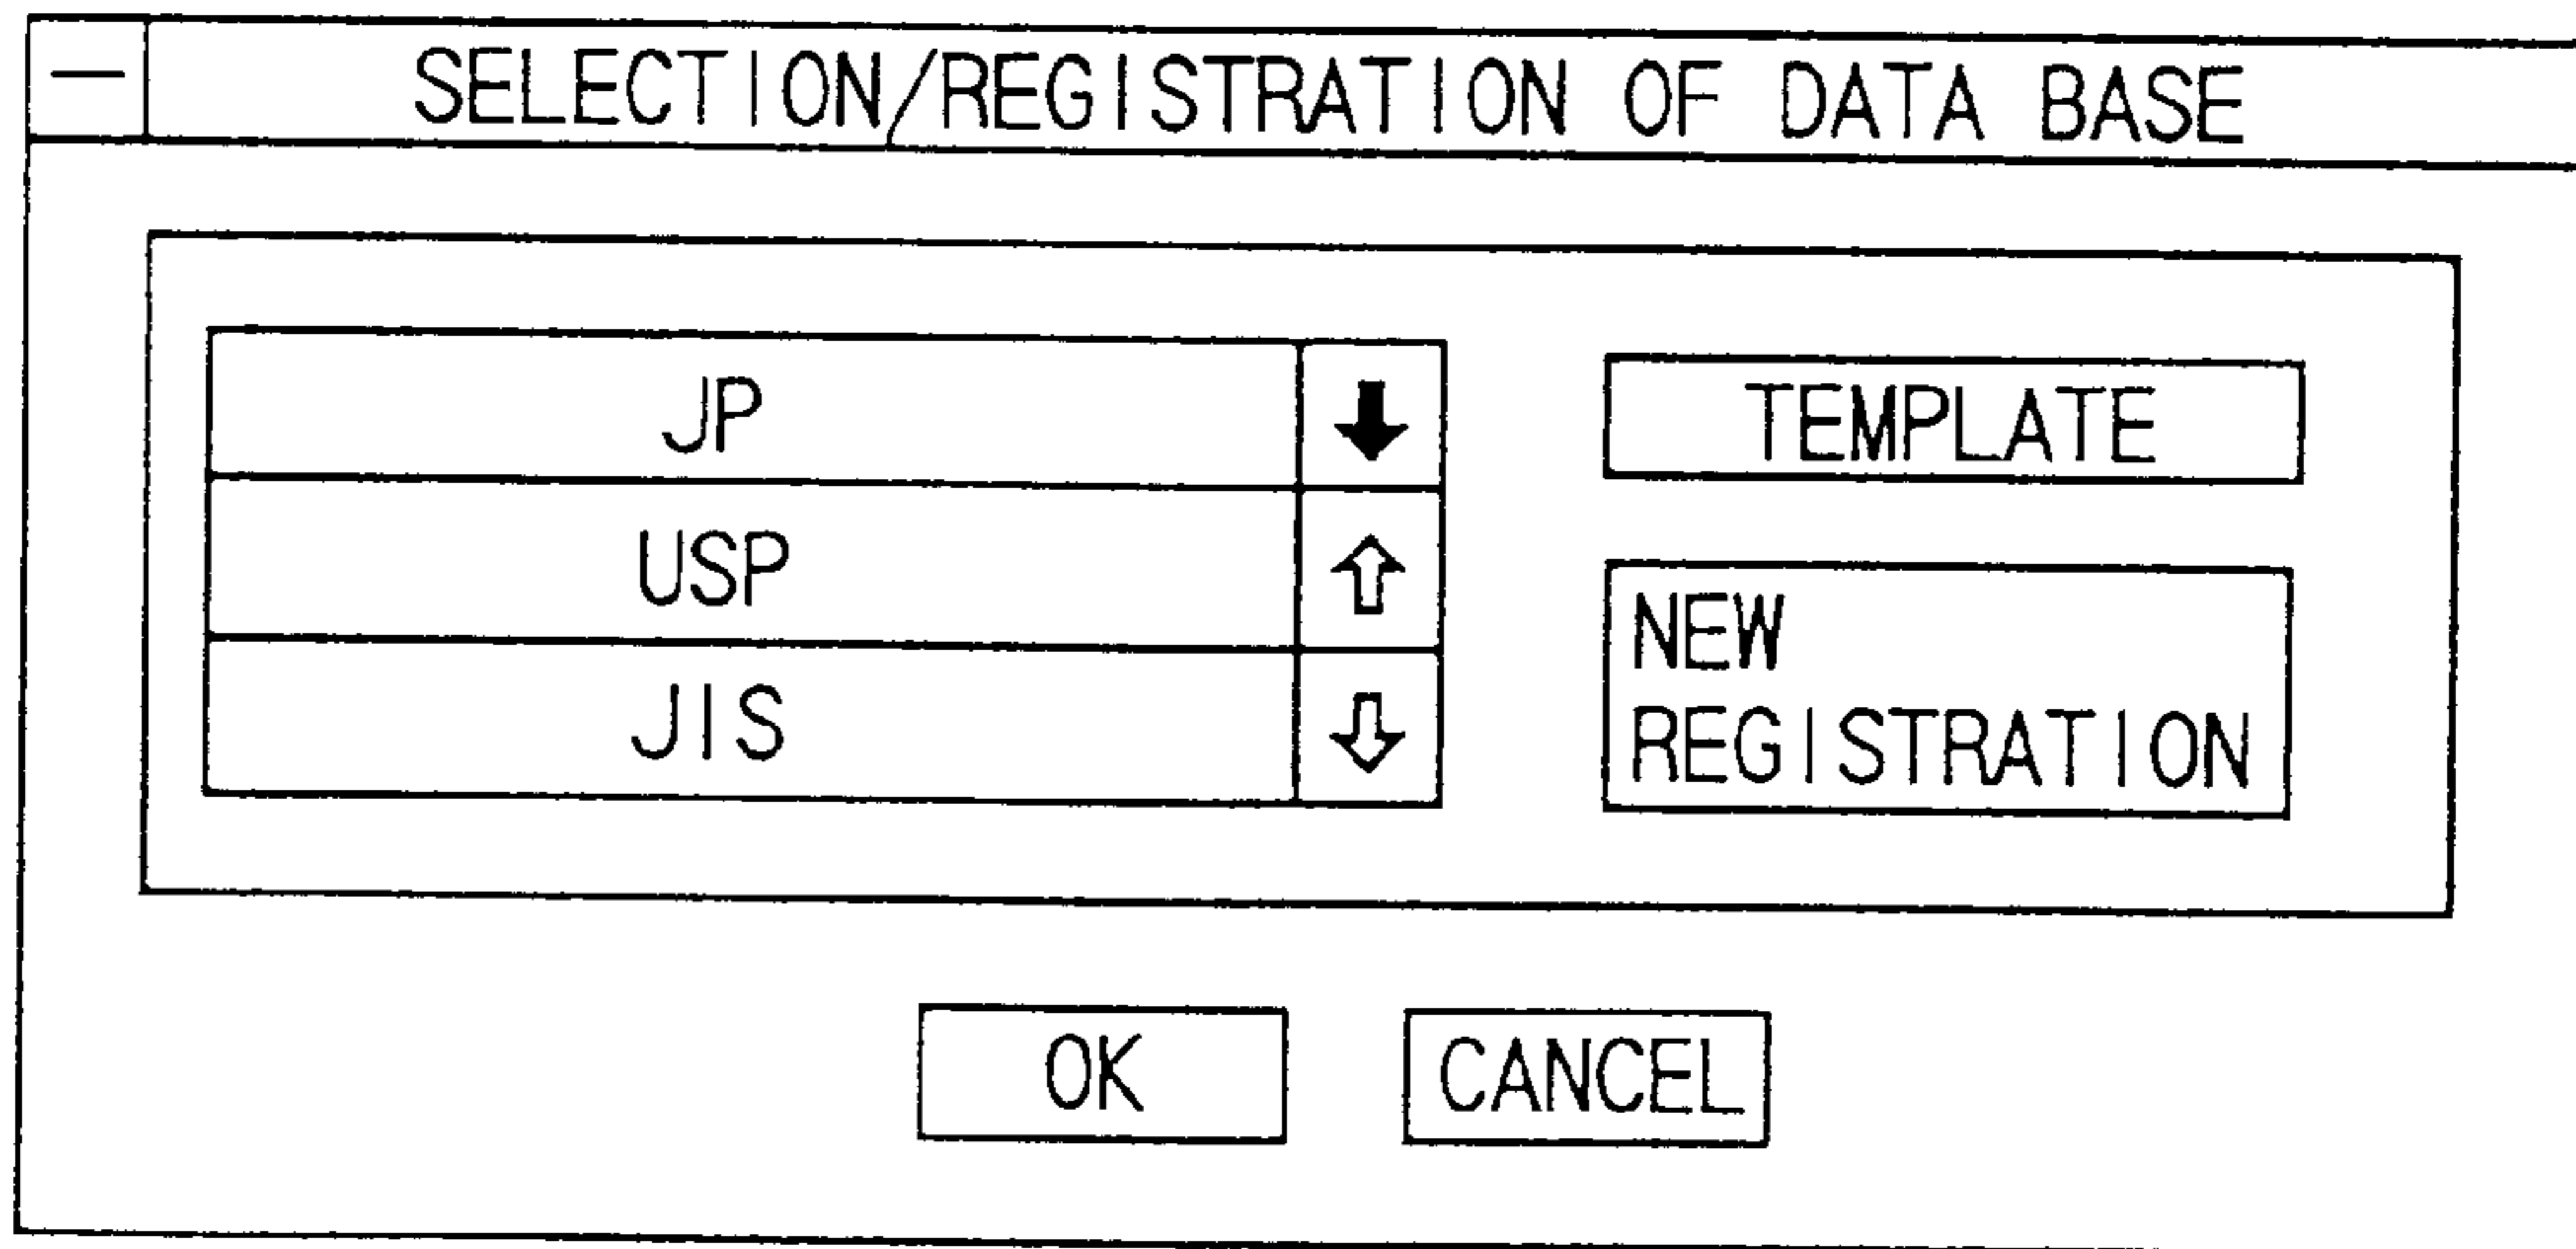 SELECTION/REGISTRATION OF DATA BASE
JP
USP
JIS
TEMPLATE
NEW
REGISTRATION
OK
CANCEL